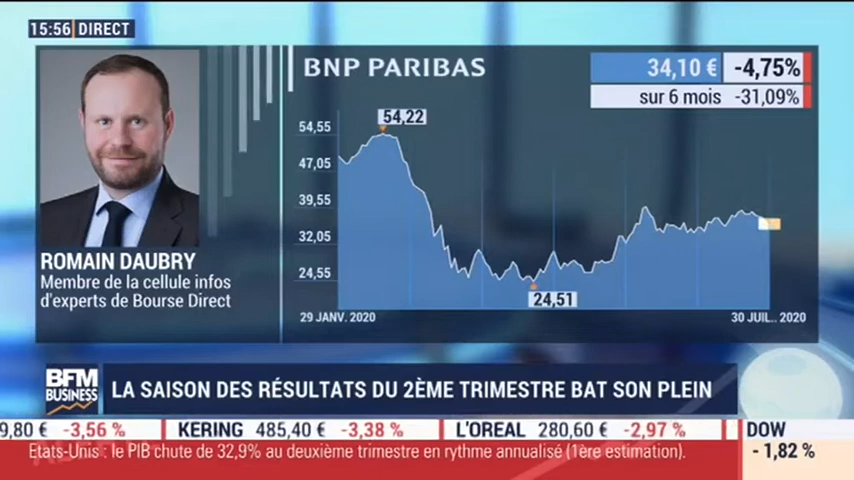 15:56 DIRECT
BNP PARIBAS
34,10 € -4,75%
sur 6 mois -31,09%
54,22
54,55
47,05
39,55
32,05
24,55
24,51
29 JANV. 2020
30 JUIL.. 2020
ROMAIN DAUBRY
Membre de la cellule infos
d'experts de Bourse Direct
BFM
BUSINESS
LA SAISON DES RÉSULTATS DU 2ÈME TRIMESTRE BAT SON PLEIN
9,80 € -3,56 % KERING 485,40 € -3,38 % L'OREAL 280,60 € -2,97 % DOW
Etats-Unis : le PIB chute de 32,9% au deuxième trimestre en rythme annualisé (1ère estimation). - 1,82 %